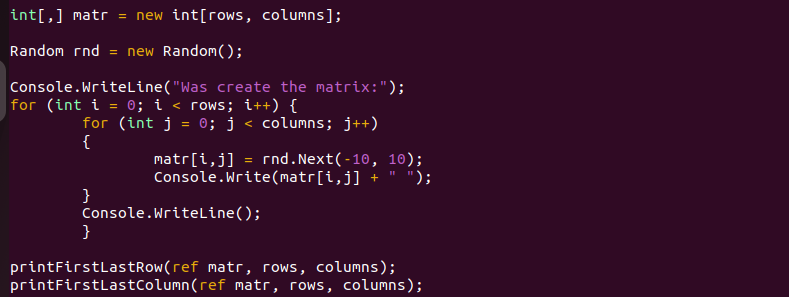 int[,] matr = new int[rows, columns];
Random rnd = new Random();
Console.WriteLine("Was create the matrix:");
for (int i = 0; i < rows; i++) {
        for (int j = 0; j < columns; j++)
        {
                matr[i,j] = rnd.Next(-10, 10);
                Console.Write(matr[i,j] + " ");
        }
        Console.WriteLine();
        }
printFirstLastRow(ref matr, rows, columns);
printFirstLastColumn(ref matr, rows, columns);